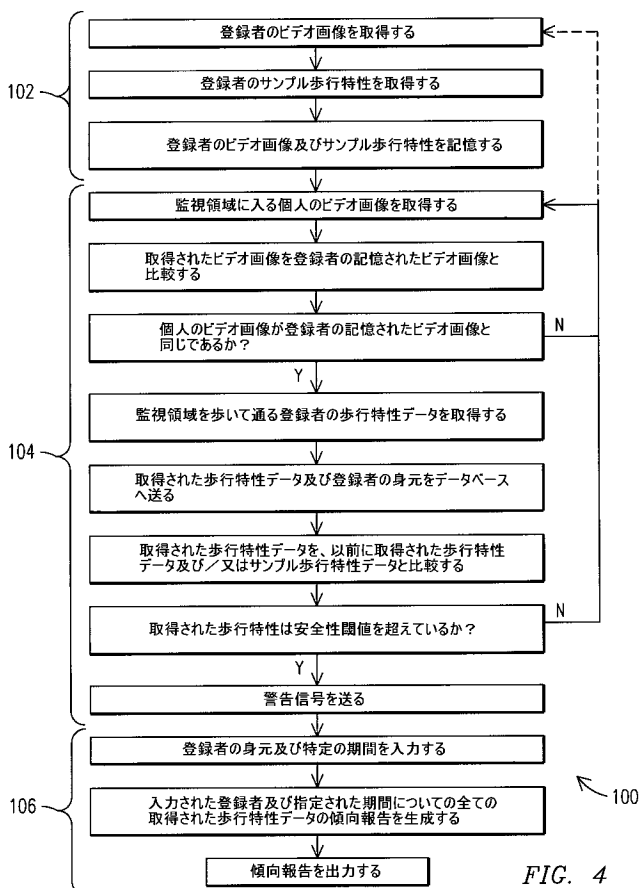 登録者のビデオ画像を取得する
登録者のサンプル歩行特性を取得する
登録者のビデオ画像及びサンプル歩行特性を記憶する
102
監視領域に入る個人のビデオ画像を取得する
取得されたビデオ画像を登録者の記憶されたビデオ画像と
比較する
個人のビデオ画像が登録者の記憶されたビデオ画像と
同じであるか？
N
Y
監視領域を歩いて通る登録者の歩行特性データを取得する
104
取得された歩行特性データ及び登録者の身元をデータベース
へ送る
取得された歩行特性データを、以前に取得された歩行特性
データ及び／又はサンプル歩行特性データと比較する
取得された歩行特性は安全性閾値を超えているか？
N
Y
警告信号を送る
登録者の身元及び特定の期間を入力する
106
入力された登録者及び指定された期間についての全ての
取得された歩行特性データの傾向報告を生成する
傾向報告を出力する
100
FIG. 4